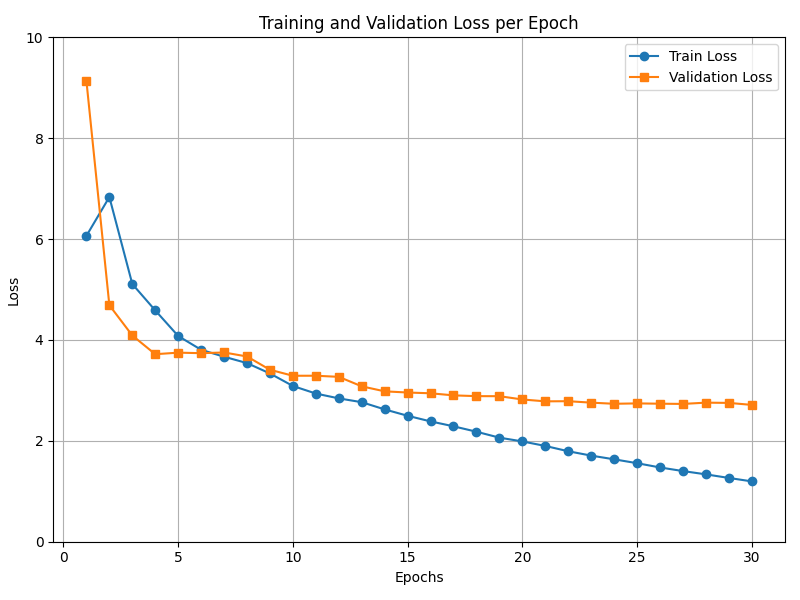 Training and Validation Loss per Epoch
Train Loss
Validation Loss
Loss
10
8
6
4
2
0
0 5 10 15 20 25 30
Epochs